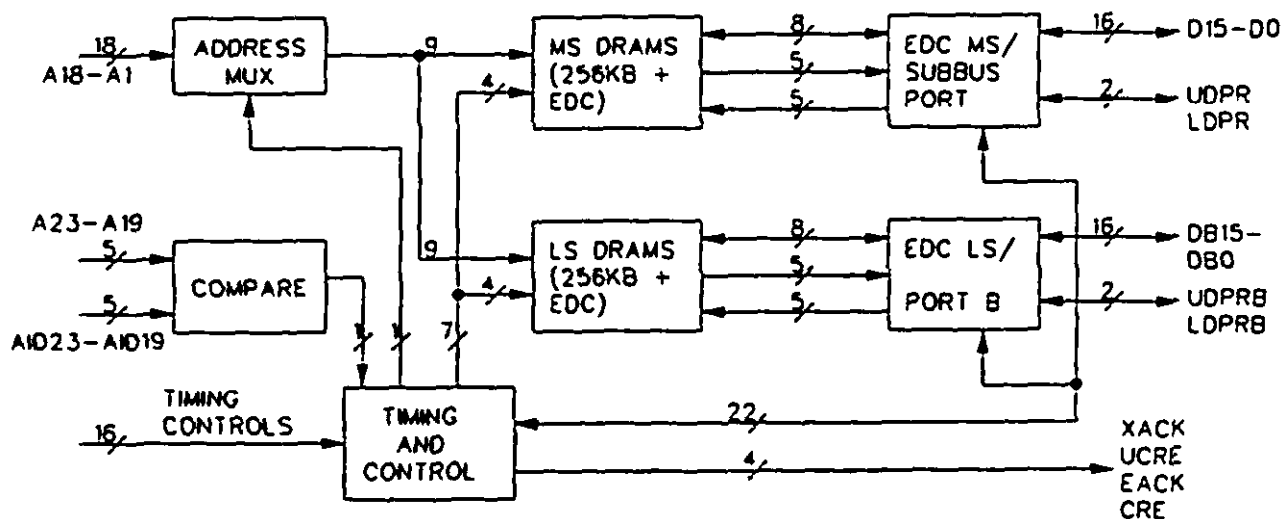 18
A18-A1
ADDRESS
MUX
9
4
MS DRAMS
(256KB +
EDC)
8
5
5
EDC MS/
SUBBUS
PORT
16
D15-D0
2
UDPR
LDPR
A23-A19
5
5
AID23-AID19
COMPARE
9
4
LS DRAMS
(256KB +
EDC)
8
5
5
EDC LS/
PORT B
16
DB15-
DB0
2
UDPRB
LDPRB
1
1
7
TIMING
CONTROLS
16
TIMING
AND
CONTROL
22
4
XACK
UCRE
EACK
CRE